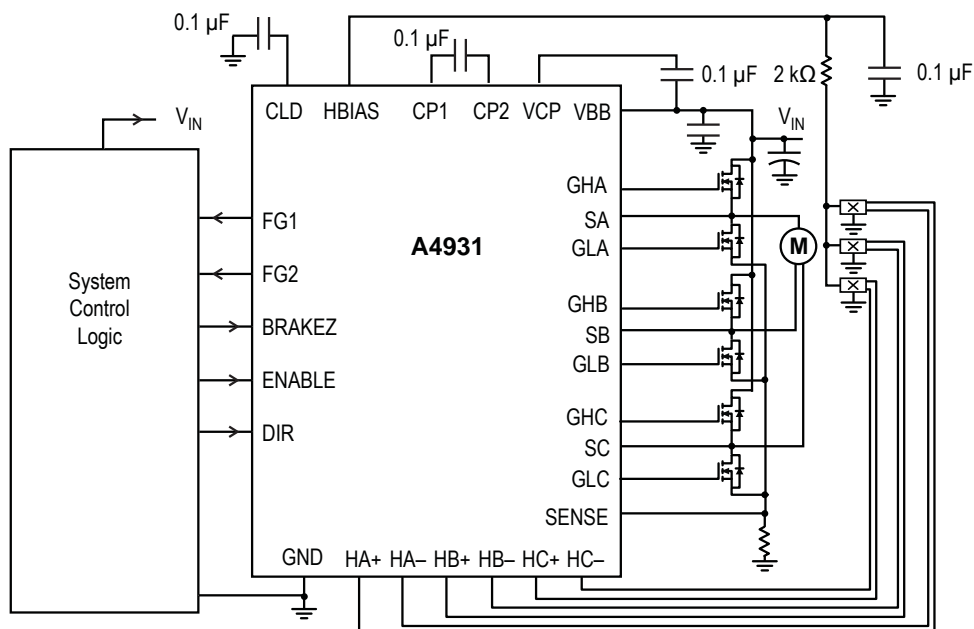 0.1 µF
0.1 µF
0.1 µF
2 kΩ
0.1 µF
CLD
HBIAS
CP1
CP2
VCP
VBB
VIN
VIN
System
Control
Logic
FG1
FG2
BRAKEZ
ENABLE
DIR
A4931
GHA
SA
GLA
GHB
SB
GLB
GHC
SC
GLC
SENSE
M
GND
HA+
HA–
HB+
HB–
HC+
HC–